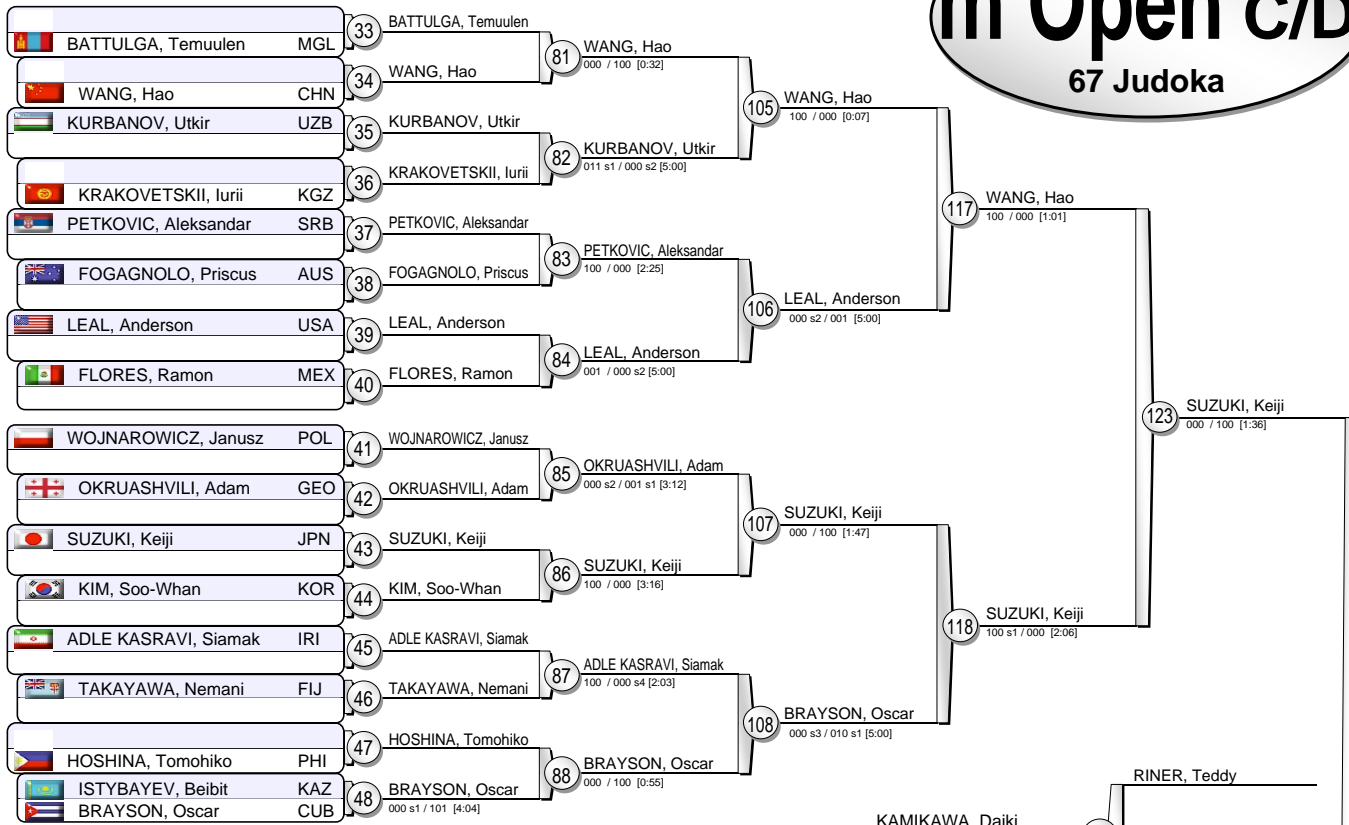 m Open C/D
67 Judoka
BATTULGA, Temuulen MGL
WANG, Hao CHN
KURBANOV, Utkir UZB
KRAKOVETSKII, Iurii KGZ
PETKOVIC, Aleksandar SRB
FOGAGNOLO, Priscus AUS
LEAL, Anderson USA
FLORES, Ramon MEX
WOJNAROWICZ, Janusz POL
OKRUASHVILI, Adam GEO
SUZUKI, Keiji JPN
KIM, Soo-Whan KOR
ADLE KASRAVI, Siamak IRI
TAKAYAWA, Nemani FIJ
HOSHINA, Tomohiko PHI
ISTYBAYEV, Beibit KAZ
BRAYSON, Oscar CUB
33 BATTULGA, Temuulen
34 WANG, Hao
35 KURBANOV, Utkir
36 KRAKOVETSKII, Iurii
37 PETKOVIC, Aleksandar
38 FOGAGNOLO, Priscus
39 LEAL, Anderson
40 FLORES, Ramon
41 WOJNAROWICZ, Janusz
42 OKRUASHVILI, Adam
43 SUZUKI, Keiji
44 KIM, Soo-Whan
45 ADLE KASRAVI, Siamak
46 TAKAYAWA, Nemani
47 HOSHINA, Tomohiko
48 BRAYSON, Oscar
000 s1 / 101 [4:04]
81 WANG, Hao
000 / 100 [0:32]
82 KURBANOV, Utkir
011 s1 / 000 s2 [5:00]
83 PETKOVIC, Aleksandar
100 / 000 [2:25]
84 LEAL, Anderson
001 / 000 s2 [5:00]
85 OKRUASHVILI, Adam
000 s2 / 001 s1 [3:12]
86 SUZUKI, Keiji
100 / 000 [3:16]
87 ADLE KASRAVI, Siamak
100 / 000 s4 [2:03]
88 BRAYSON, Oscar
000 / 100 [0:55]
105 WANG, Hao
100 / 000 [0:07]
106 LEAL, Anderson
000 s2 / 001 [5:00]
107 SUZUKI, Keiji
000 / 100 [1:47]
108 BRAYSON, Oscar
000 s3 / 010 s1 [5:00]
117 WANG, Hao
100 / 000 [1:01]
118 SUZUKI, Keiji
100 s1 / 000 [2:06]
123 SUZUKI, Keiji
000 / 100 [1:36]
RINER, Teddy
KAMIKAWA, Daiki